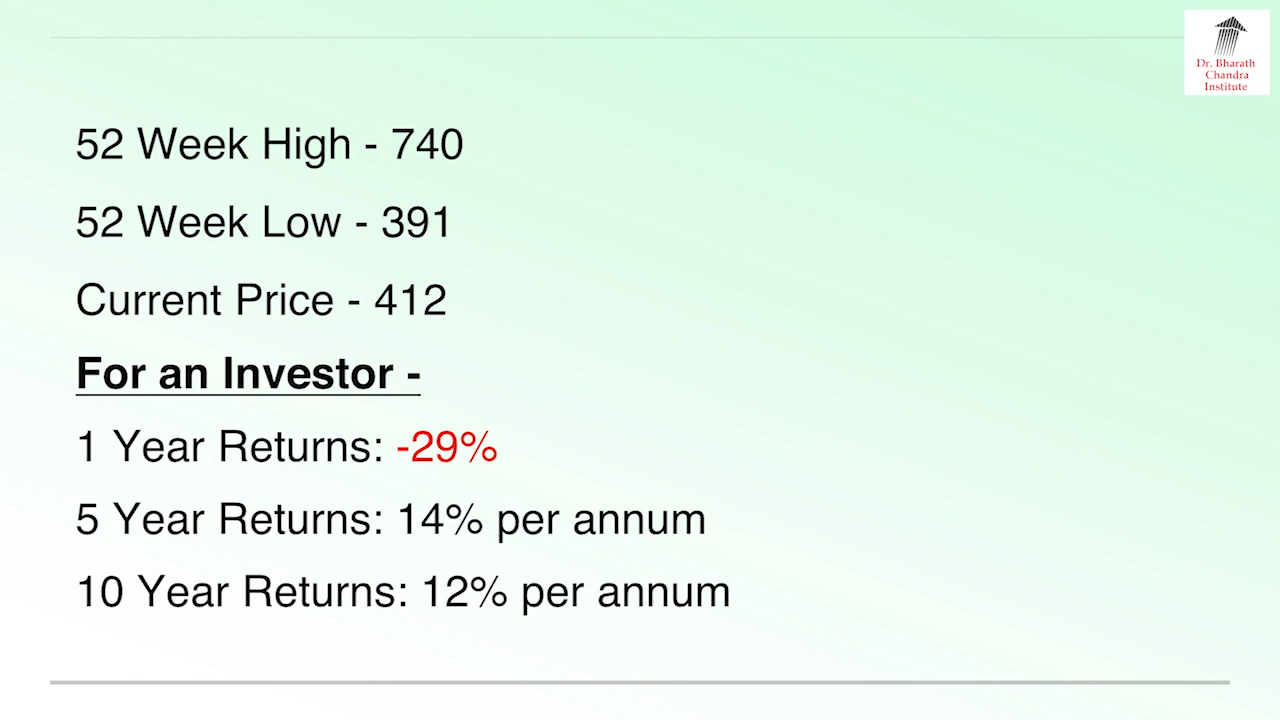 Dr. Bharath
Chandra
Institute
52 Week High - 740
52 Week Low - 391
Current Price - 412
For an Investor -
1 Year Returns: -29%
5 Year Returns: 14% per annum
10 Year Returns: 12% per annum